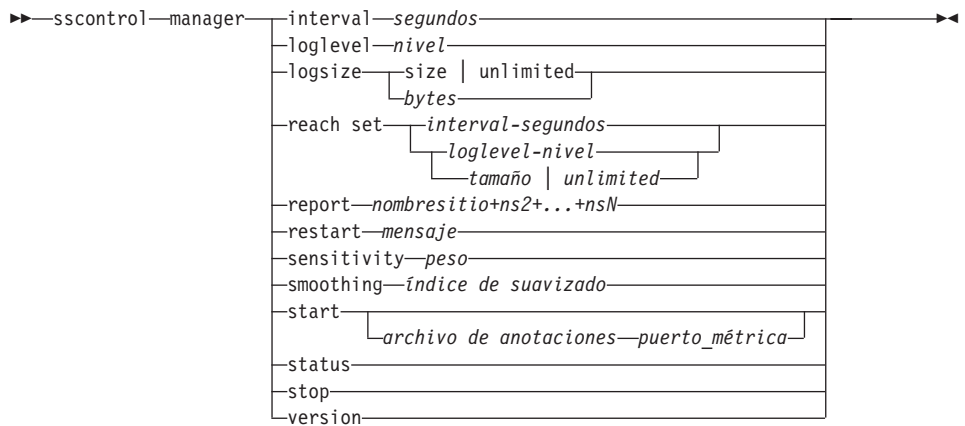 sscontrol manager interval segundos
loglevel nivel
logsize size | unlimited
bytes
reach set interval-segundos
loglevel-nivel
tamaño | unlimited
report nombresitio+ns2+...+nsN
restart mensaje
sensitivity peso
smoothing índice de suavizado
start
archivo de anotaciones puerto_métrica
status
stop
version